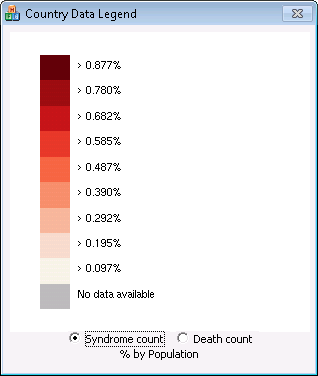 Country Data Legend
> 0.877%
> 0.780%
> 0.682%
> 0.585%
> 0.487%
> 0.390%
> 0.292%
> 0.195%
> 0.097%
No data available
Syndrome count Death count
% by Population